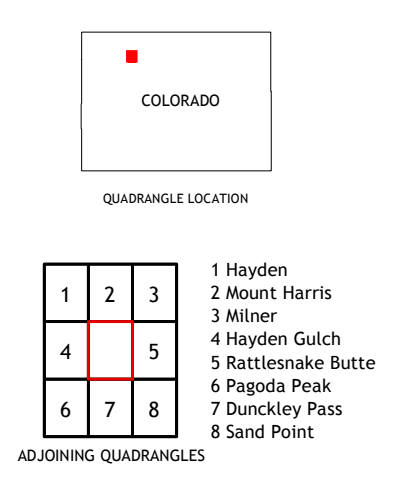 COLORADO
QUADRANGLE LOCATION
1 2 3
4 5
6 7 8
ADJOINING QUADRANGLES
1 Hayden
2 Mount Harris
3 Milner
4 Hayden Gulch
5 Rattlesnake Butte
6 Pagoda Peak
7 Dunckley Pass
8 Sand Point